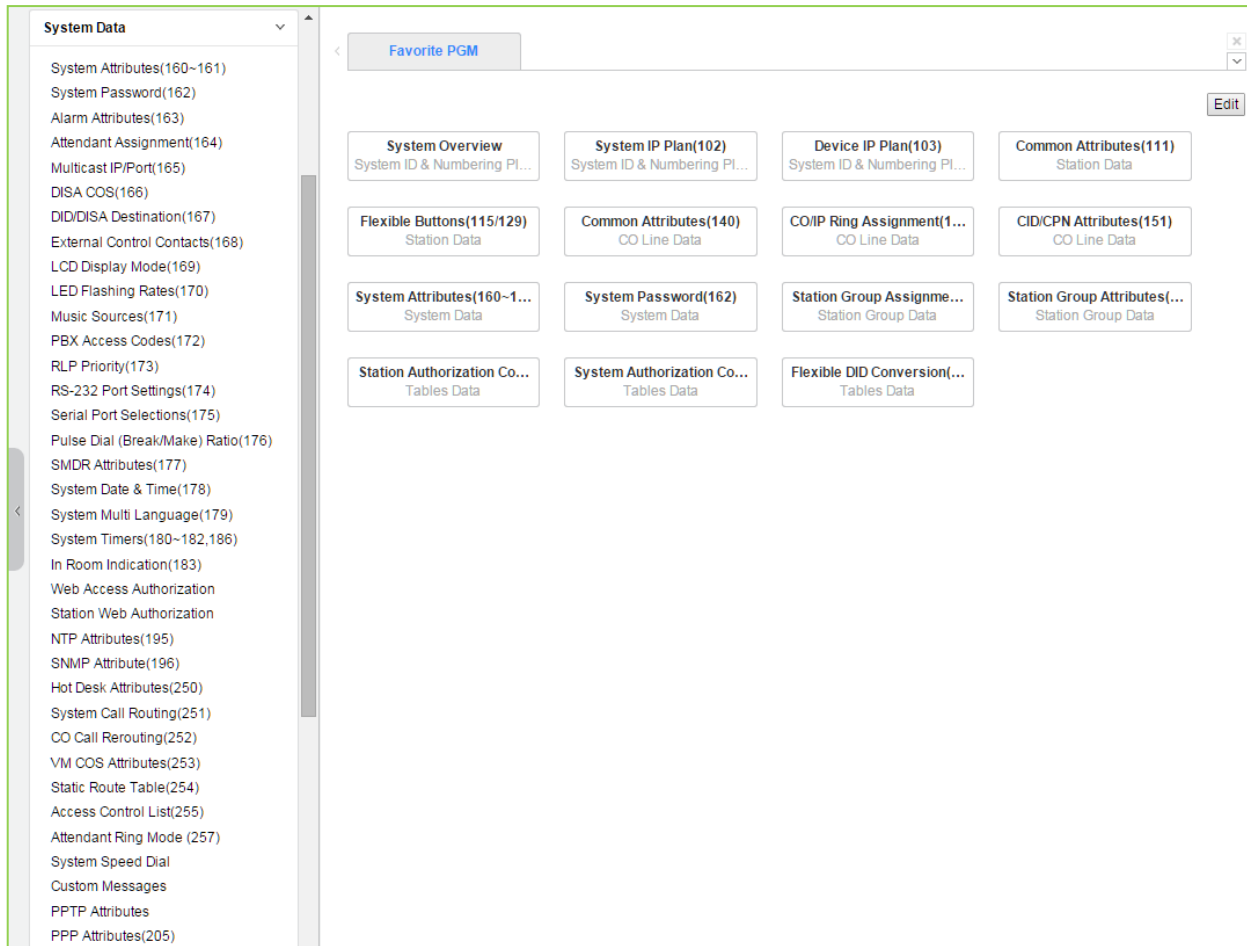 System Data
System Attributes(160~161)
System Password(162)
Alarm Attributes(163)
Attendant Assignment(164)
Multicast IP/Port(165)
DISA COS(166)
DID/DISA Destination(167)
External Control Contacts(168)
LCD Display Mode(169)
LED Flashing Rates(170)
Music Sources(171)
PBX Access Codes(172)
RLP Priority(173)
RS-232 Port Settings(174)
Serial Port Selections(175)
Pulse Dial (Break/Make) Ratio(176)
SMDR Attributes(177)
System Date & Time(178)
System Multi Language(179)
System Timers(180~182,186)
In Room Indication(183)
Web Access Authorization
Station Web Authorization
NTP Attributes(195)
SNMP Attribute(196)
Hot Desk Attributes(250)
System Call Routing(251)
CO Call Rerouting(252)
VM COS Attributes(253)
Static Route Table(254)
Access Control List(255)
Attendant Ring Mode (257)
System Speed Dial
Custom Messages
PPTP Attributes
PPP Attributes(205)
Favorite PGM
Edit
System Overview
System ID & Numbering Pl...
System IP Plan(102)
System ID & Numbering Pl...
Device IP Plan(103)
System ID & Numbering Pl...
Common Attributes(111)
Station Data
Flexible Buttons(115/129)
Station Data
Common Attributes(140)
CO Line Data
CO/IP Ring Assignment(1...
CO Line Data
CID/CPN Attributes(151)
CO Line Data
System Attributes(160~1...
System Data
System Password(162)
System Data
Station Group Assignme...
Station Group Data
Station Group Attributes(...
Station Group Data
Station Authorization Co...
Tables Data
System Authorization Co...
Tables Data
Flexible DID Conversion(...
Tables Data